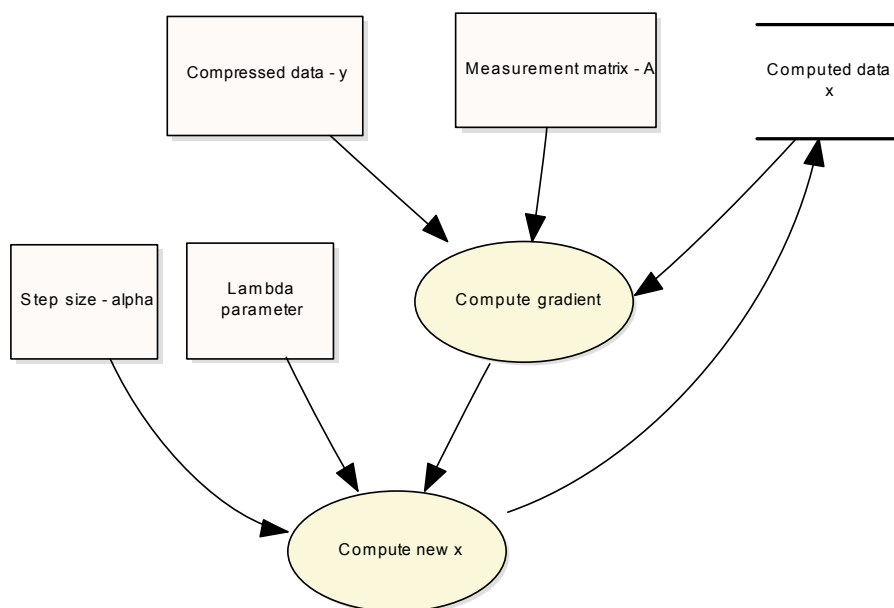 Compressed data - y
Measurement matrix - A
Computed data
x
Step size - alpha
Lambda
parameter
Compute gradient
Compute new x